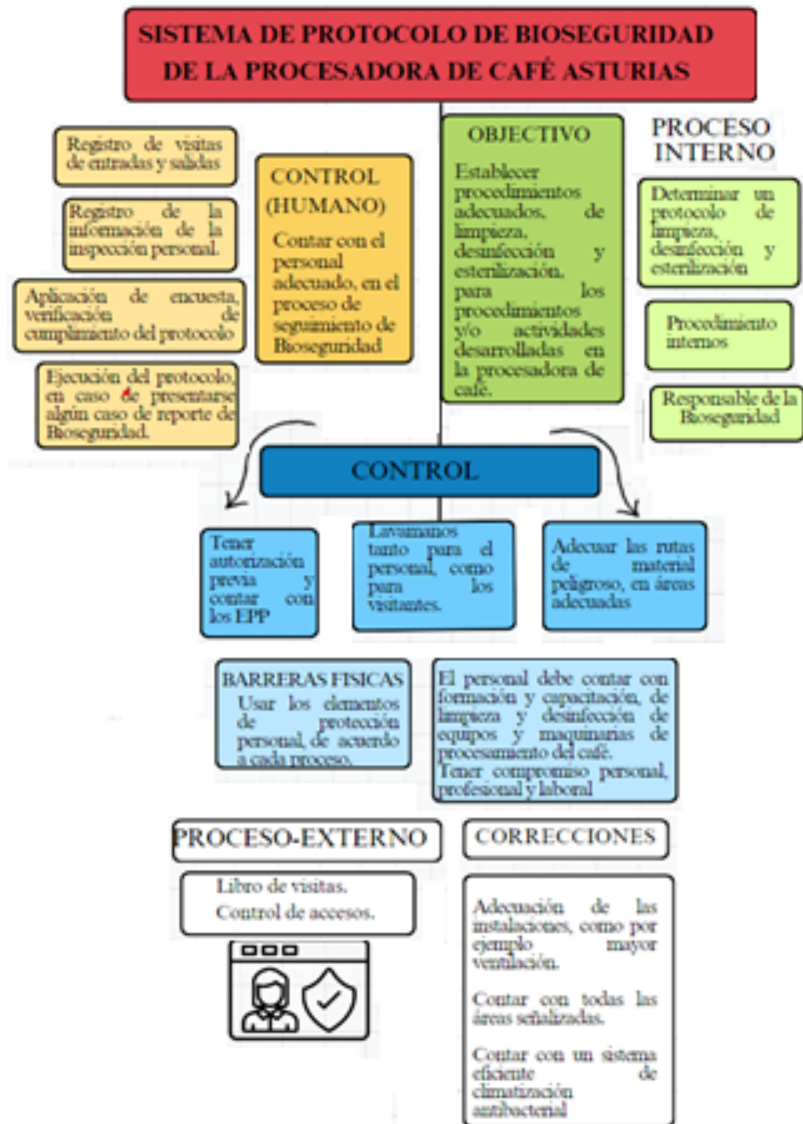 SISTEMA DE PROTOCOLO DE BIOSEGURIDAD
DE LA PROCESADORA DE CAFÉ ASTURIAS
Registro de visitas
de entradas y salidas
Registro de la
información de la
inspección personal.
Aplicación de encuesta,
verificación de
cumplimiento del protocolo
Ejecución del protocolo,
en caso de presentarse
algún caso de reporte de
Bioseguridad.
CONTROL
(HUMANO)
Contar con el
personal
adecuado, en el
proceso de
seguimiento de
Bioseguridad
OBJECTIVO
Establecer
procedimientos
adecuados, de
limpieza,
desinfección y
esterilización,
para los
procedimientos
y/o actividades
desarrolladas en
la procesadora de
café.
PROCESO
INTERNO
Determinar un
protocolo de
limpieza,
desinfección y
esterilización
Procedimiento
internos
Responsable de la
Bioseguridad
CONTROL
Tener
autorización
previa y
contar con
los EPP
Lavamanos
tanto para el
personal, como
para los
visitantes.
Adecuar las rutas
de material
peligroso, en áreas
adecuadas
BARRERAS FISICAS
Usar los elementos
de protección
personal, de acuerdo
a cada proceso.
El personal debe contar con
formación y capacitación, de
limpieza y desinfección de
equipos y maquinarias de
procesamiento del café.
Tener compromiso personal,
profesional y laboral
PROCESO-EXTERNO
Libro de visitas.
Control de accesos.
CORRECCIONES
Adecuación de las
instalaciones, como por
ejemplo mayor
ventilación.
Contar con todas las
áreas señalizadas.
Contar con un sistema
eficiente de
climatización
antibacterial